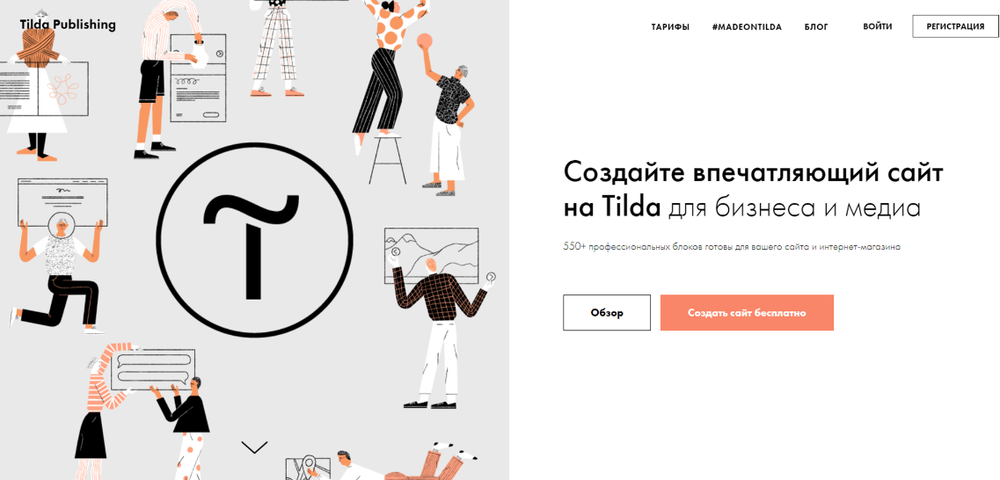 Tilda Publishing
ТАРИФЫ #MADEONTILDA БЛОГ ВОЙТИ РЕГИСТРАЦИЯ
Создайте впечатляющий сайт
на Tilda для бизнеса и медиа
550+ профессиональных блоков готовы для вашего сайта и интернет-магазина
Обзор Создать сайт бесплатно